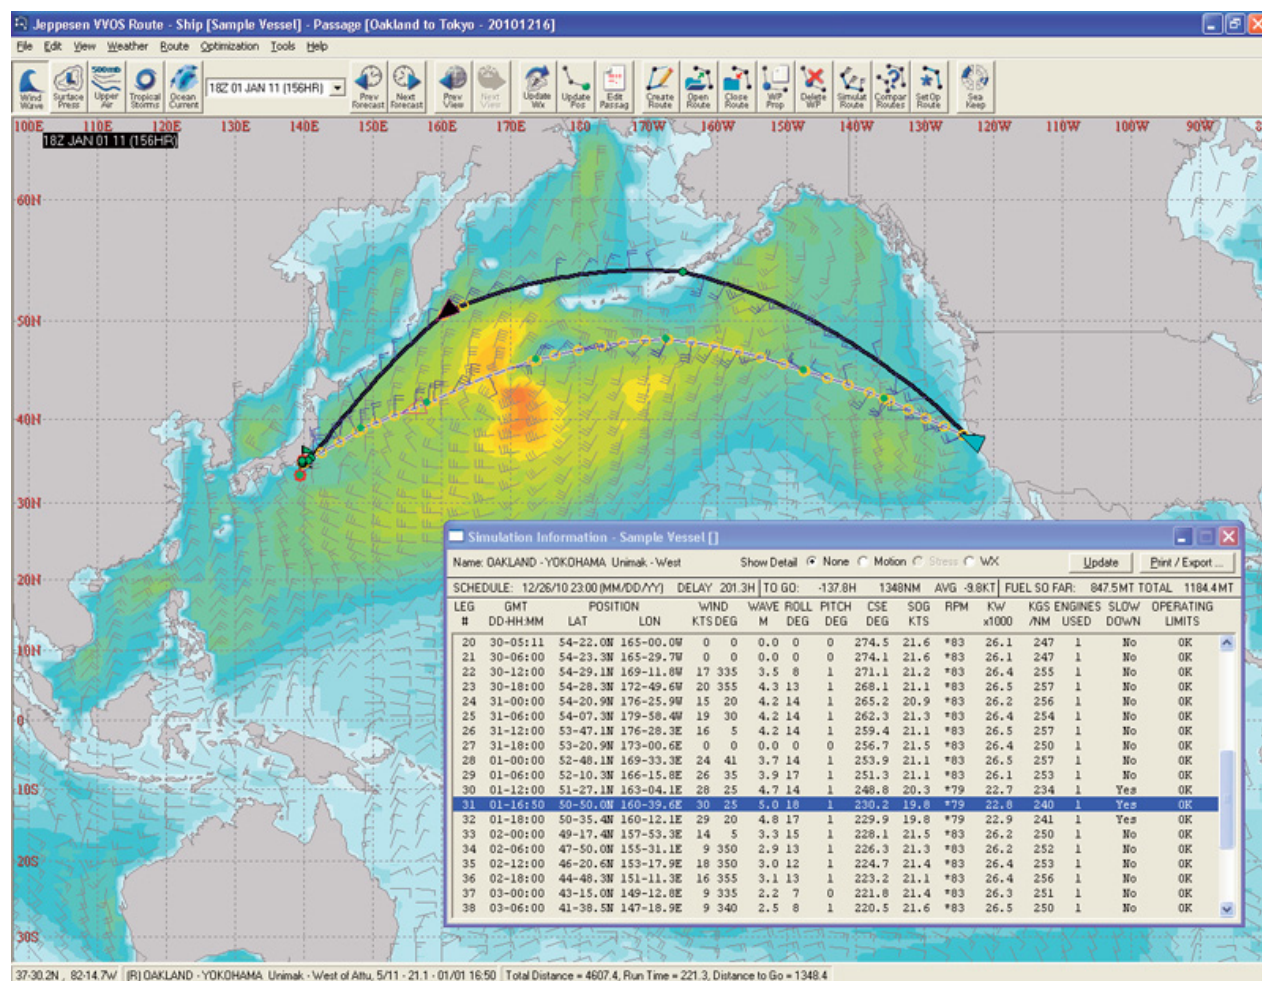 Jeppesen VVOS Route - Ship [Sample Vessel] - Passage [Oakland to Tokyo - 20101216]
File Edit View Weather Route Optimization Tools Help
Wind Wave
Surface Press
500mb
Upper Air
Tropical Storms
Ocean Current
18Z 01 JAN 11 (156HR)
Prev Forecast
Next Forecast
Prev View
Next View
Update Wx
Update Pos
Edit Passag
Create Route
Open Route
Close Route
WP Prop
Delete WP
Simulat Route
Compar Routes
Set Op Route
Sea Keep
100E 110E 120E 130E 140E 150E 160E 170E 180 170W 160W 150W 140W 130W 120W 110W 100W 90W 8
18Z JAN 01 11 (156HR)
60N
50N
40N
30N
20N
10N
0
10S
20S
30S
Simulation Information - Sample Vessel []
Name: OAKLAND - YOKOHAMA Unimak - West Show Detail None Motion Stress WX Update Print / Export ...
SCHEDULE: 12/26/10 23:00 (MM/DD/YY) DELAY 201.3H TO GO: -137.8H 1348NM AVG -9.8KT FUEL SO FAR: 847.5MT TOTAL 1184.4MT
LEG GMT POSITION WIND WAVE ROLL PITCH CSE SOG RPM KW KGS ENGINES SLOW OPERATING
# DD-HH:MM LAT LON KTS DEG M DEG DEG DEG KTS x1000 /NM USED DOWN LIMITS
20 30-05:11 54-22.0N 165-00.0W 0 0 0.0 0 0 274.5 21.6 *83 26.1 247 1 No OK
21 30-06:00 54-23.3N 165-29.7W 0 0 0.0 0 0 274.1 21.6 *83 26.1 247 1 No OK
22 30-12:00 54-29.1N 169-11.8W 17 335 3.5 8 1 271.1 21.2 *83 26.4 255 1 No OK
23 30-18:00 54-28.3N 172-49.6W 20 355 4.3 13 1 268.1 21.1 *83 26.5 257 1 No OK
24 31-00:00 54-20.9N 176-25.9W 15 20 4.2 14 1 265.2 20.9 *83 26.2 256 1 No OK
25 31-06:00 54-07.3N 179-58.4W 19 30 4.2 14 1 262.3 21.3 *83 26.4 254 1 No OK
26 31-12:00 53-47.1N 176-28.3E 16 5 4.2 14 1 259.4 21.1 *83 26.5 257 1 No OK
27 31-18:00 53-20.9N 173-00.6E 0 0 0.0 0 0 256.7 21.5 *83 26.4 250 1 No OK
28 01-00:00 52-48.1N 169-33.3E 24 41 3.7 14 1 253.9 21.1 *83 26.5 257 1 No OK
29 01-06:00 52-10.3N 166-15.8E 26 35 3.9 17 1 251.3 21.1 *83 26.1 253 1 No OK
30 01-12:00 51-27.1N 163-04.1E 28 25 4.7 14 1 248.8 20.3 *79 22.7 234 1 Yes OK
31 01-16:50 50-50.0N 160-39.6E 30 25 5.0 18 1 230.2 19.8 *79 22.8 240 1 Yes OK
32 01-18:00 50-35.4N 160-12.1E 29 20 4.8 17 1 229.9 19.8 *79 22.9 241 1 Yes OK
33 02-00:00 49-17.4N 157-53.3E 14 5 3.3 15 1 228.1 21.5 *83 26.2 250 1 No OK
34 02-06:00 47-50.0N 155-31.1E 9 350 2.9 13 1 226.3 21.3 *83 26.2 252 1 No OK
35 02-12:00 46-20.6N 153-17.9E 18 350 3.0 12 1 224.7 21.4 *83 26.4 253 1 No OK
36 02-18:00 44-48.3N 151-11.3E 16 355 3.1 13 1 223.2 21.1 *83 26.4 256 1 No OK
37 03-00:00 43-15.0N 149-12.8E 9 335 2.2 7 0 221.8 21.4 *83 26.3 251 1 No OK
38 03-06:00 41-38.5N 147-18.9E 9 340 2.5 8 1 220.5 21.6 *83 26.5 250 1 No OK
37-30.2N , 82-14.7W [R] OAKLAND - YOKOHAMA Unimak - West of Attu, 5/11 - 21.1 - 01/01 16:50 Total Distance = 4607.4, Run Time = 221.3, Distance to Go = 1348.4